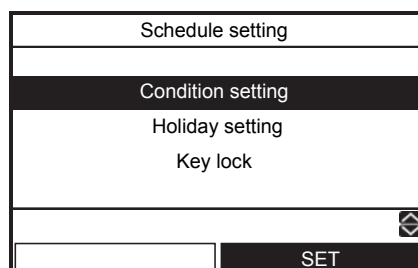 Schedule setting
Condition setting
Holiday setting
Key lock
SET